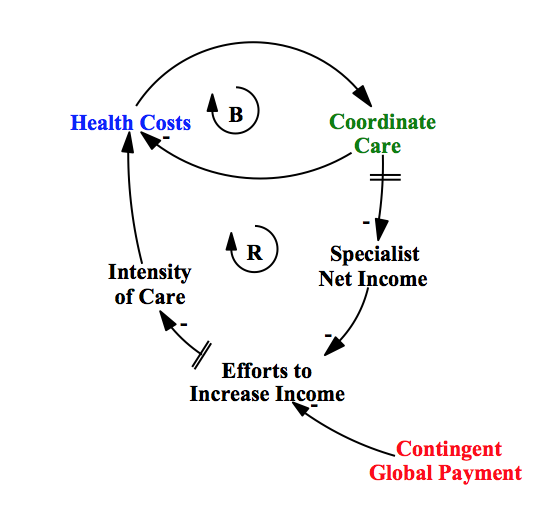 B
Health Costs
-
Coordinate
Care
-
R
Specialist
Net Income
Intensity
of Care
-
-
Efforts to
Increase Income
-
Contingent
Global Payment